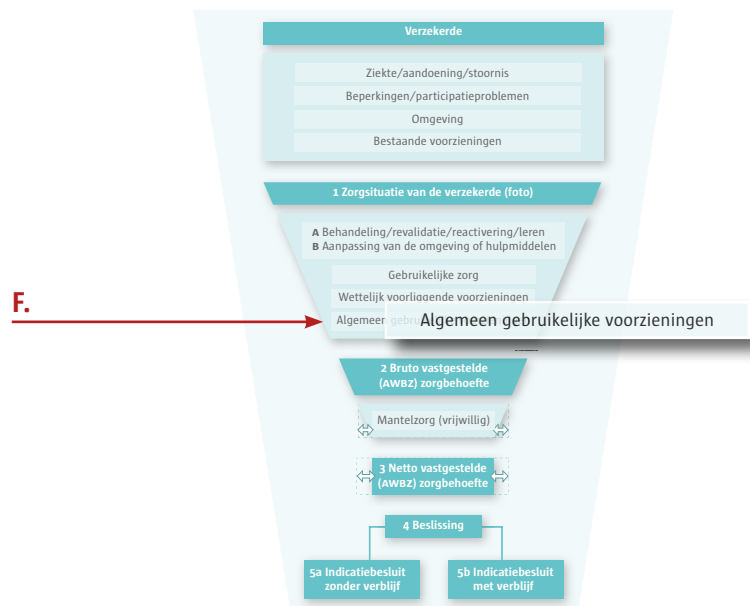 Verzekerde
Ziekte/aandoening/stoornis
Beperkingen/participatieproblemen
Omgeving
Bestaande voorzieningen
1 Zorgsituatie van de verzekerde (foto)
A Behandeling/revalidatie/reactivering/leren
B Aanpassing van de omgeving of hulpmiddelen
Gebruikelijke zorg
Wettelijk voorliggende voorzieningen
F.
Algemeen gebru
Algemeen gebruikelijke voorzieningen
2 Bruto vastgestelde
(AWBZ) zorgbehoefte
Mantelzorg (vrijwillig)
3 Netto vastgestelde
(AWBZ) zorgbehoefte
4 Beslissing
5a Indicatiebesluit
zonder verblijf
5b Indicatiebesluit
met verblijf